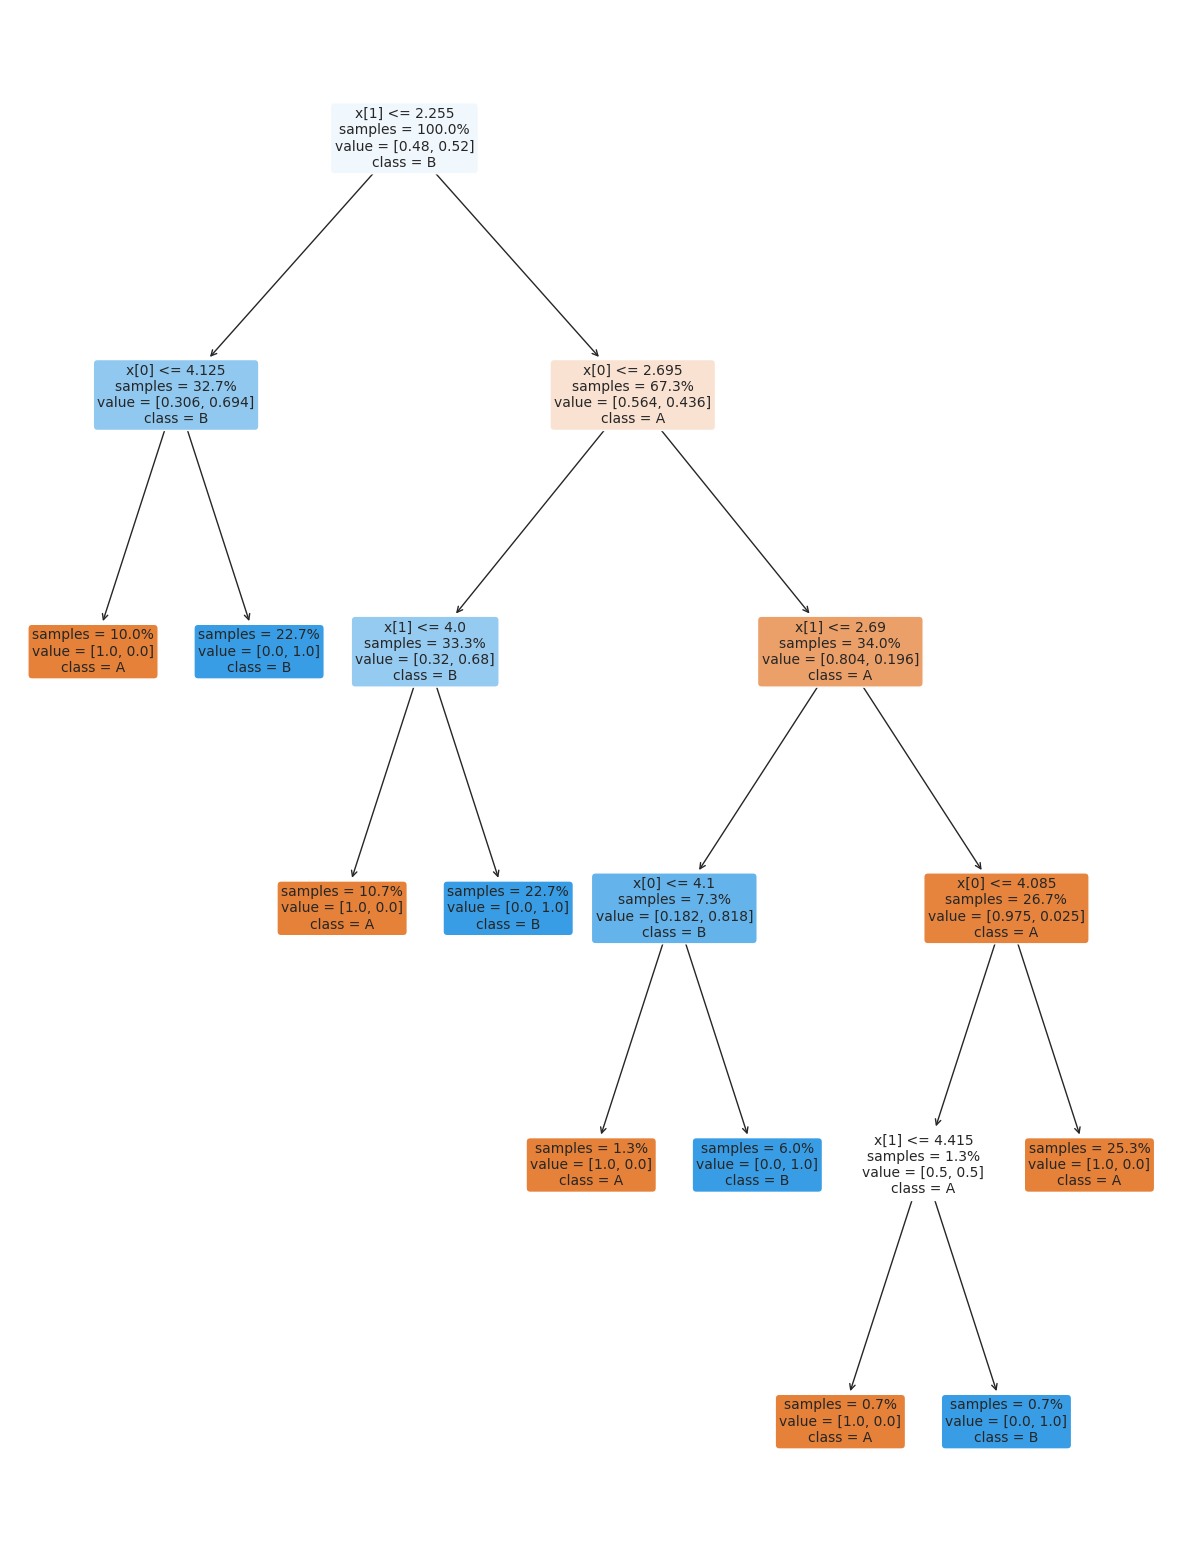 x[1] <= 2.255
samples = 100.0%
value = [0.48, 0.52]
class = B
x[0] <= 4.125
samples = 32.7%
value = [0.306, 0.694]
class = B
x[0] <= 2.695
samples = 67.3%
value = [0.564, 0.436]
class = A
samples = 10.0%
value = [1.0, 0.0]
class = A
samples = 22.7%
value = [0.0, 1.0]
class = B
x[1] <= 4.0
samples = 33.3%
value = [0.32, 0.68]
class = B
x[1] <= 2.69
samples = 34.0%
value = [0.804, 0.196]
class = A
samples = 10.7%
value = [1.0, 0.0]
class = A
samples = 22.7%
value = [0.0, 1.0]
class = B
x[0] <= 4.1
samples = 7.3%
value = [0.182, 0.818]
class = B
x[0] <= 4.085
samples = 26.7%
value = [0.975, 0.025]
class = A
samples = 1.3%
value = [1.0, 0.0]
class = A
samples = 6.0%
value = [0.0, 1.0]
class = B
x[1] <= 4.415
samples = 1.3%
value = [0.5, 0.5]
class = A
samples = 25.3%
value = [1.0, 0.0]
class = A
samples = 0.7%
value = [1.0, 0.0]
class = A
samples = 0.7%
value = [0.0, 1.0]
class = B